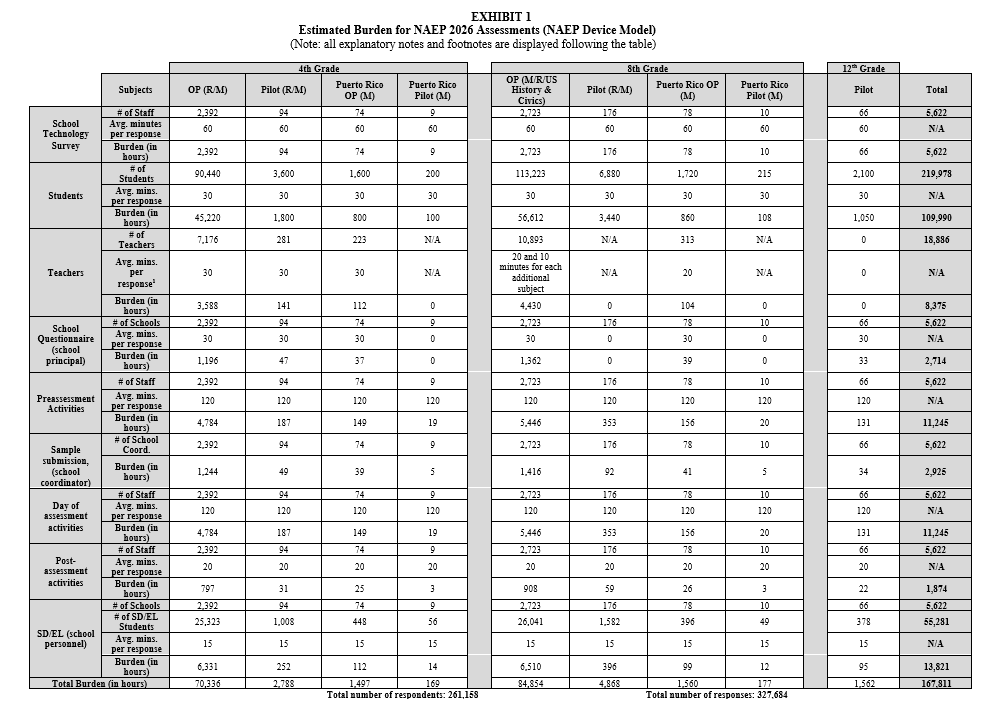 EXHIBIT 1
Estimated Burden for NAEP 2026 Assessments (NAEP Device Model)
(Note: all explanatory notes and footnotes are displayed following the table)
4th Grade 8th Grade 12th Grade
Subjects OP (R/M) Pilot (R/M) Puerto Rico OP (M) Puerto Rico Pilot (M) OP (M/R/US History & Civics) Pilot (R/M) Puerto Rico OP (M) Puerto Rico Pilot (M) Pilot Total
School Technology Survey
# of Staff 2,392 94 74 9 2,723 176 78 10 66 5,622
Avg. minutes per response 60 60 60 60 60 60 60 60 60 N/A
Burden (in hours) 2,392 94 74 9 2,723 176 78 10 66 5,622
Students
# of Students 90,440 3,600 1,600 200 113,223 6,880 1,720 215 2,100 219,978
Avg. mins. per response 30 30 30 30 30 30 30 30 30 N/A
Burden (in hours) 45,220 1,800 800 100 56,612 3,440 860 108 1,050 109,990
Teachers
# of Teachers 7,176 281 223 N/A 10,893 N/A 313 N/A 0 18,886
Avg. mins. per response1 30 30 30 N/A 20 and 10 minutes for each additional subject N/A 20 N/A 0 N/A
Burden (in hours) 3,588 141 112 0 4,430 0 104 0 0 8,375
School Questionnaire (school principal)
# of Schools 2,392 94 74 9 2,723 176 78 10 66 5,622
Avg. mins. per response 30 30 30 0 30 0 30 0 30 N/A
Burden (in hours) 1,196 47 37 0 1,362 0 39 0 33 2,714
Preassessment Activities
# of Staff 2,392 94 74 9 2,723 176 78 10 66 5,622
Avg. mins. per response 120 120 120 120 120 120 120 120 120 N/A
Burden (in hours) 4,784 187 149 19 5,446 353 156 20 131 11,245
Sample submission, (school coordinator)
# of School Coord. 2,392 94 74 9 2,723 176 78 10 66 5,622
Burden (in hours) 1,244 49 39 5 1,416 92 41 5 34 2,925
Day of assessment activities
# of Staff 2,392 94 74 9 2,723 176 78 10 66 5,622
Avg. mins. per response 120 120 120 120 120 120 120 120 120 N/A
Burden (in hours) 4,784 187 149 19 5,446 353 156 20 131 11,245
Post-assessment activities
# of Staff 2,392 94 74 9 2,723 176 78 10 66 5,622
Avg. mins. per response 20 20 20 20 20 20 20 20 20 N/A
Burden (in hours) 797 31 25 3 908 59 26 3 22 1,874
SD/EL (school personnel)
# of Schools 2,392 94 74 9 2,723 176 78 10 66 5,622
# of SD/EL Students 25,323 1,008 448 56 26,041 1,582 396 49 378 55,281
Avg. mins. per response 15 15 15 15 15 15 15 15 15 N/A
Burden (in hours) 6,331 252 112 14 6,510 396 99 12 95 13,821
Total Burden (in hours) 70,336 2,788 1,497 169 84,854 4,868 1,560 177 1,562 167,811
Total number of respondents: 261,158 Total number of responses: 327,684